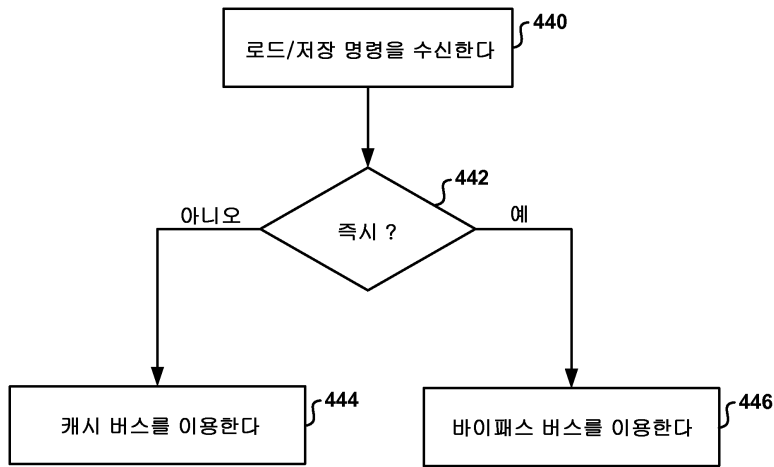 로드/저장 명령을 수신한다
440
442
즉시 ?
아니오
예
캐시 버스를 이용한다
444
바이패스 버스를 이용한다
446